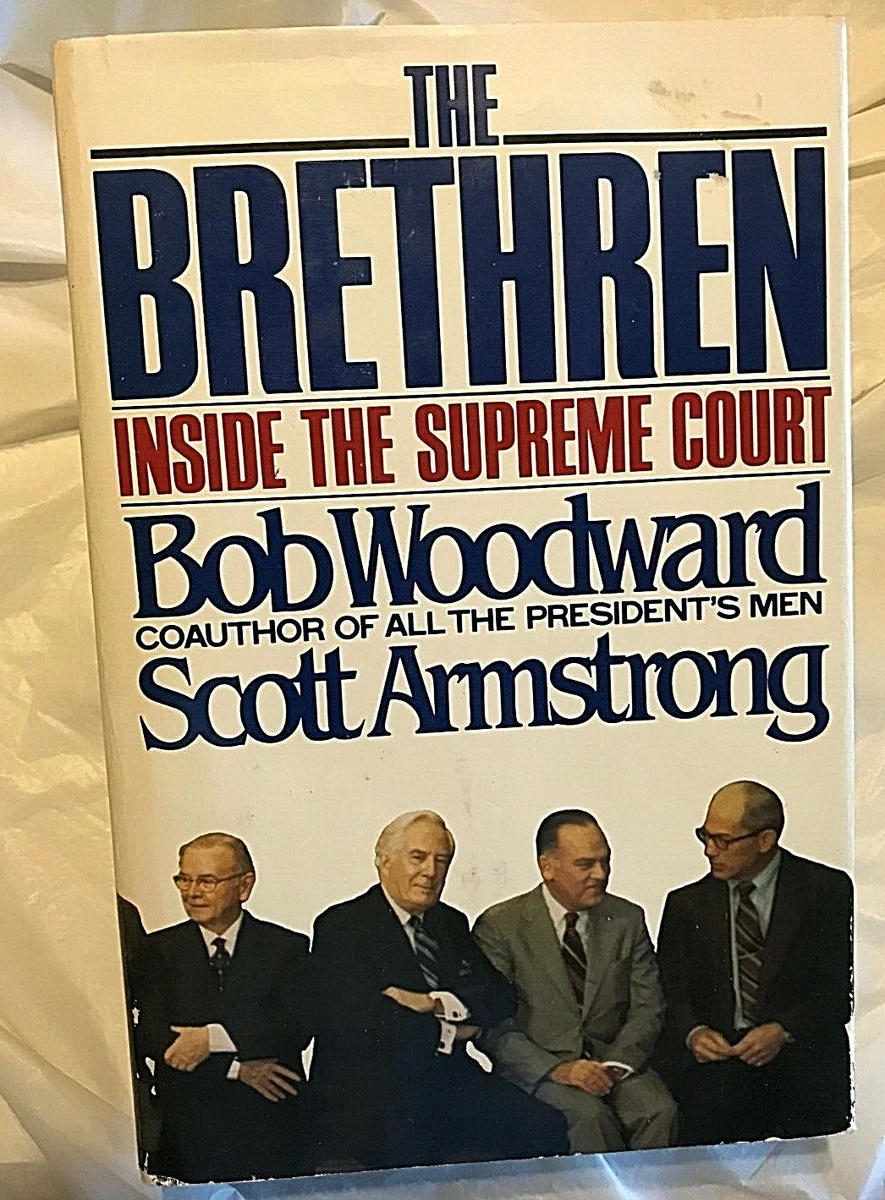 THE
BRETHREN
INSIDE THE SUPREME COURT
Bob Woodward
COAUTHOR OF ALL THE PRESIDENT'S MEN
Scott Armstrong